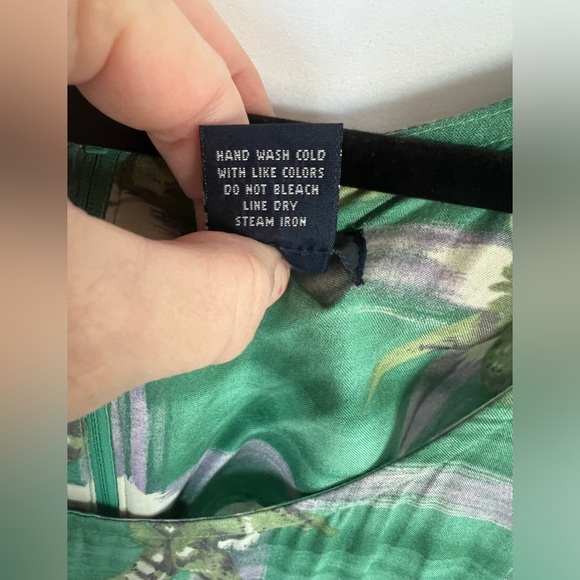 HAND WASH COLD
WITH LIKE COLORS
DO NOT BLEACH
LINE DRY
STEAM IRON